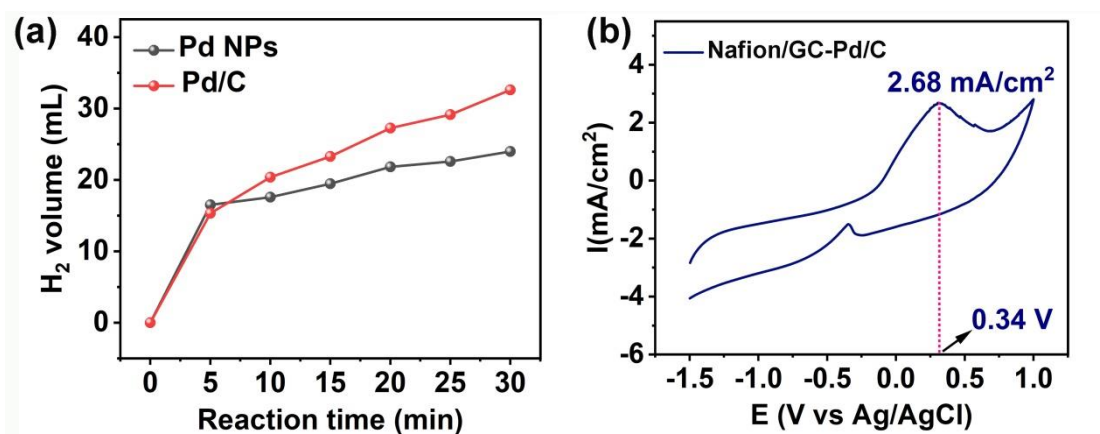 (a)
Pd NPs
Pd/C
H₂ volume (mL)
40
30
20
10
0
0 5 10 15 20 25 30
Reaction time (min)
(b)
Nafion/GC-Pd/C
2.68 mA/cm²
I(mA/cm²)
4
2
0
-2
-4
-6
0.34 V
-1.5 -1.0 -0.5 0.0 0.5 1.0
E (V vs Ag/AgCl)